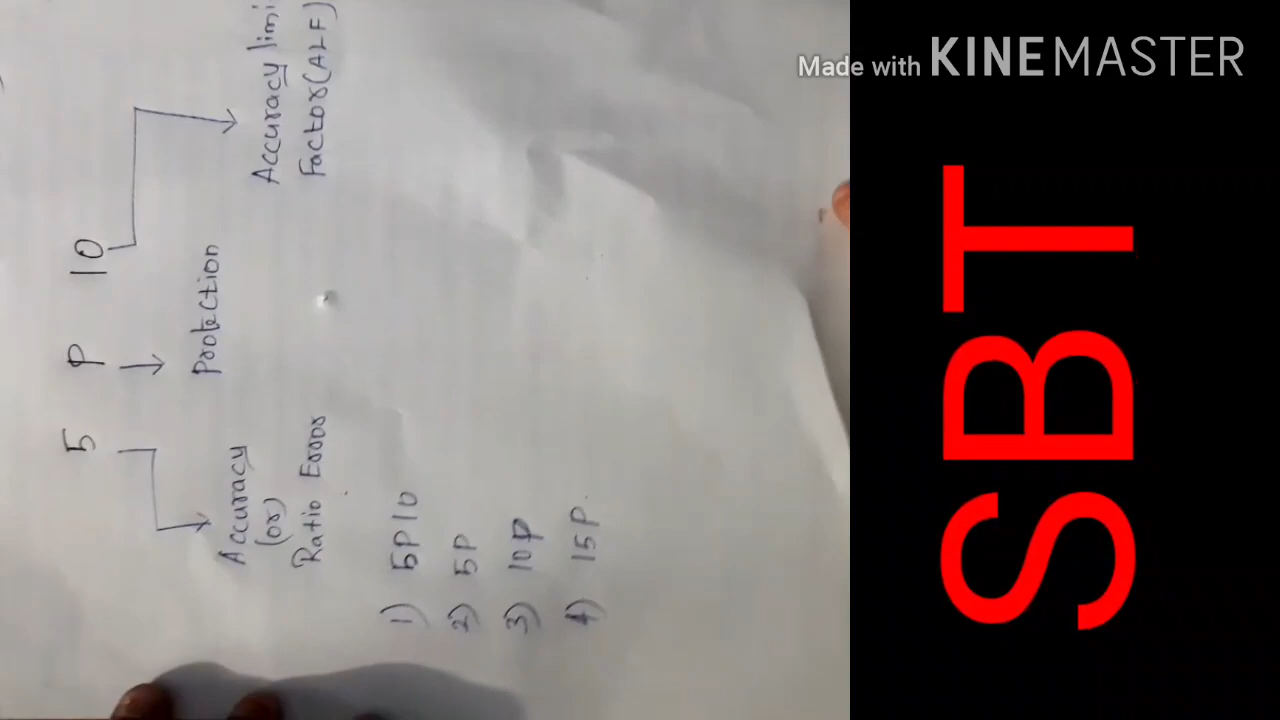 5 P 10
Protection
Accuracy limi
Factor (ALF)
Accuracy
(or)
Ratio Error
1) 5P10
2) 5P
3) 10P
4) 15P.
Made with KINEMASTER
SBT